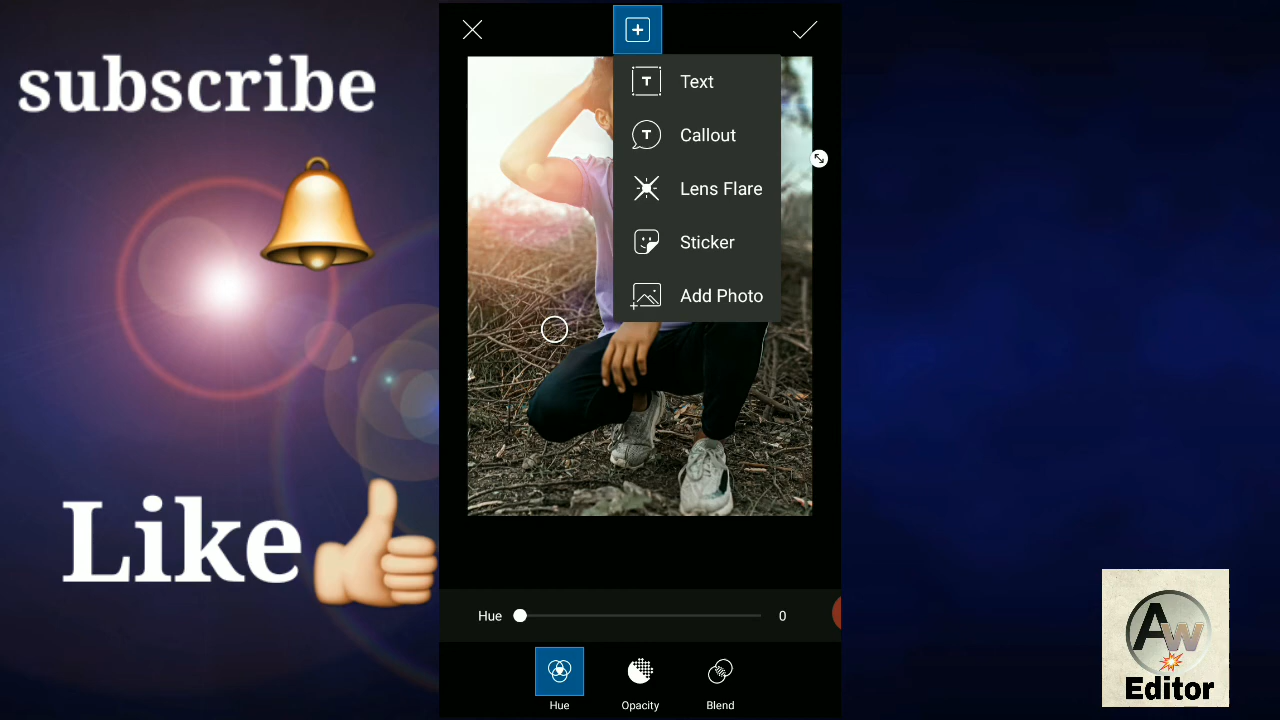 subscribe
Like
Text
Callout
Lens Flare
Sticker
Add Photo
Hue
0
Hue
Opacity
Blend
AW
Editor